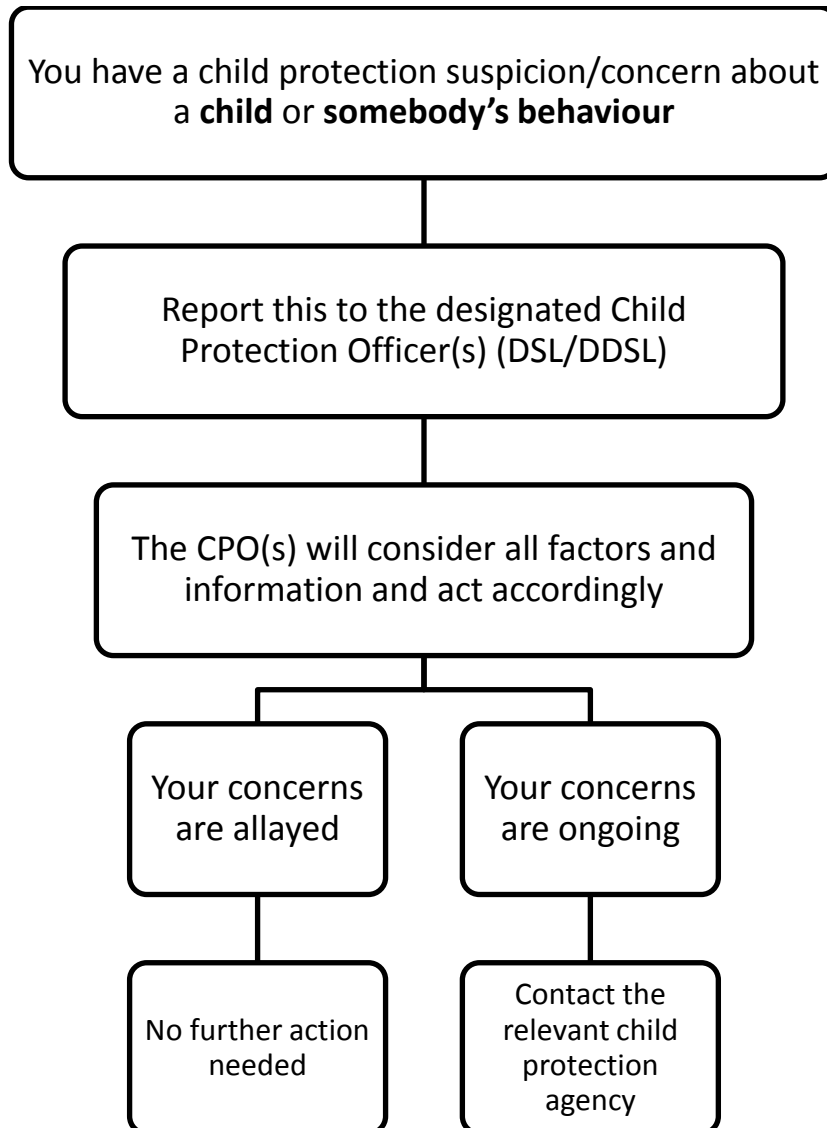 You have a child protection suspicion/concern about
a child or somebody’s behaviour
Report this to the designated Child
Protection Officer(s) (DSL/DDSL)
The CPO(s) will consider all factors and
information and act accordingly
Your concerns
are allayed
Your concerns
are ongoing
No further action
needed
Contact the
relevant child
protection
agency